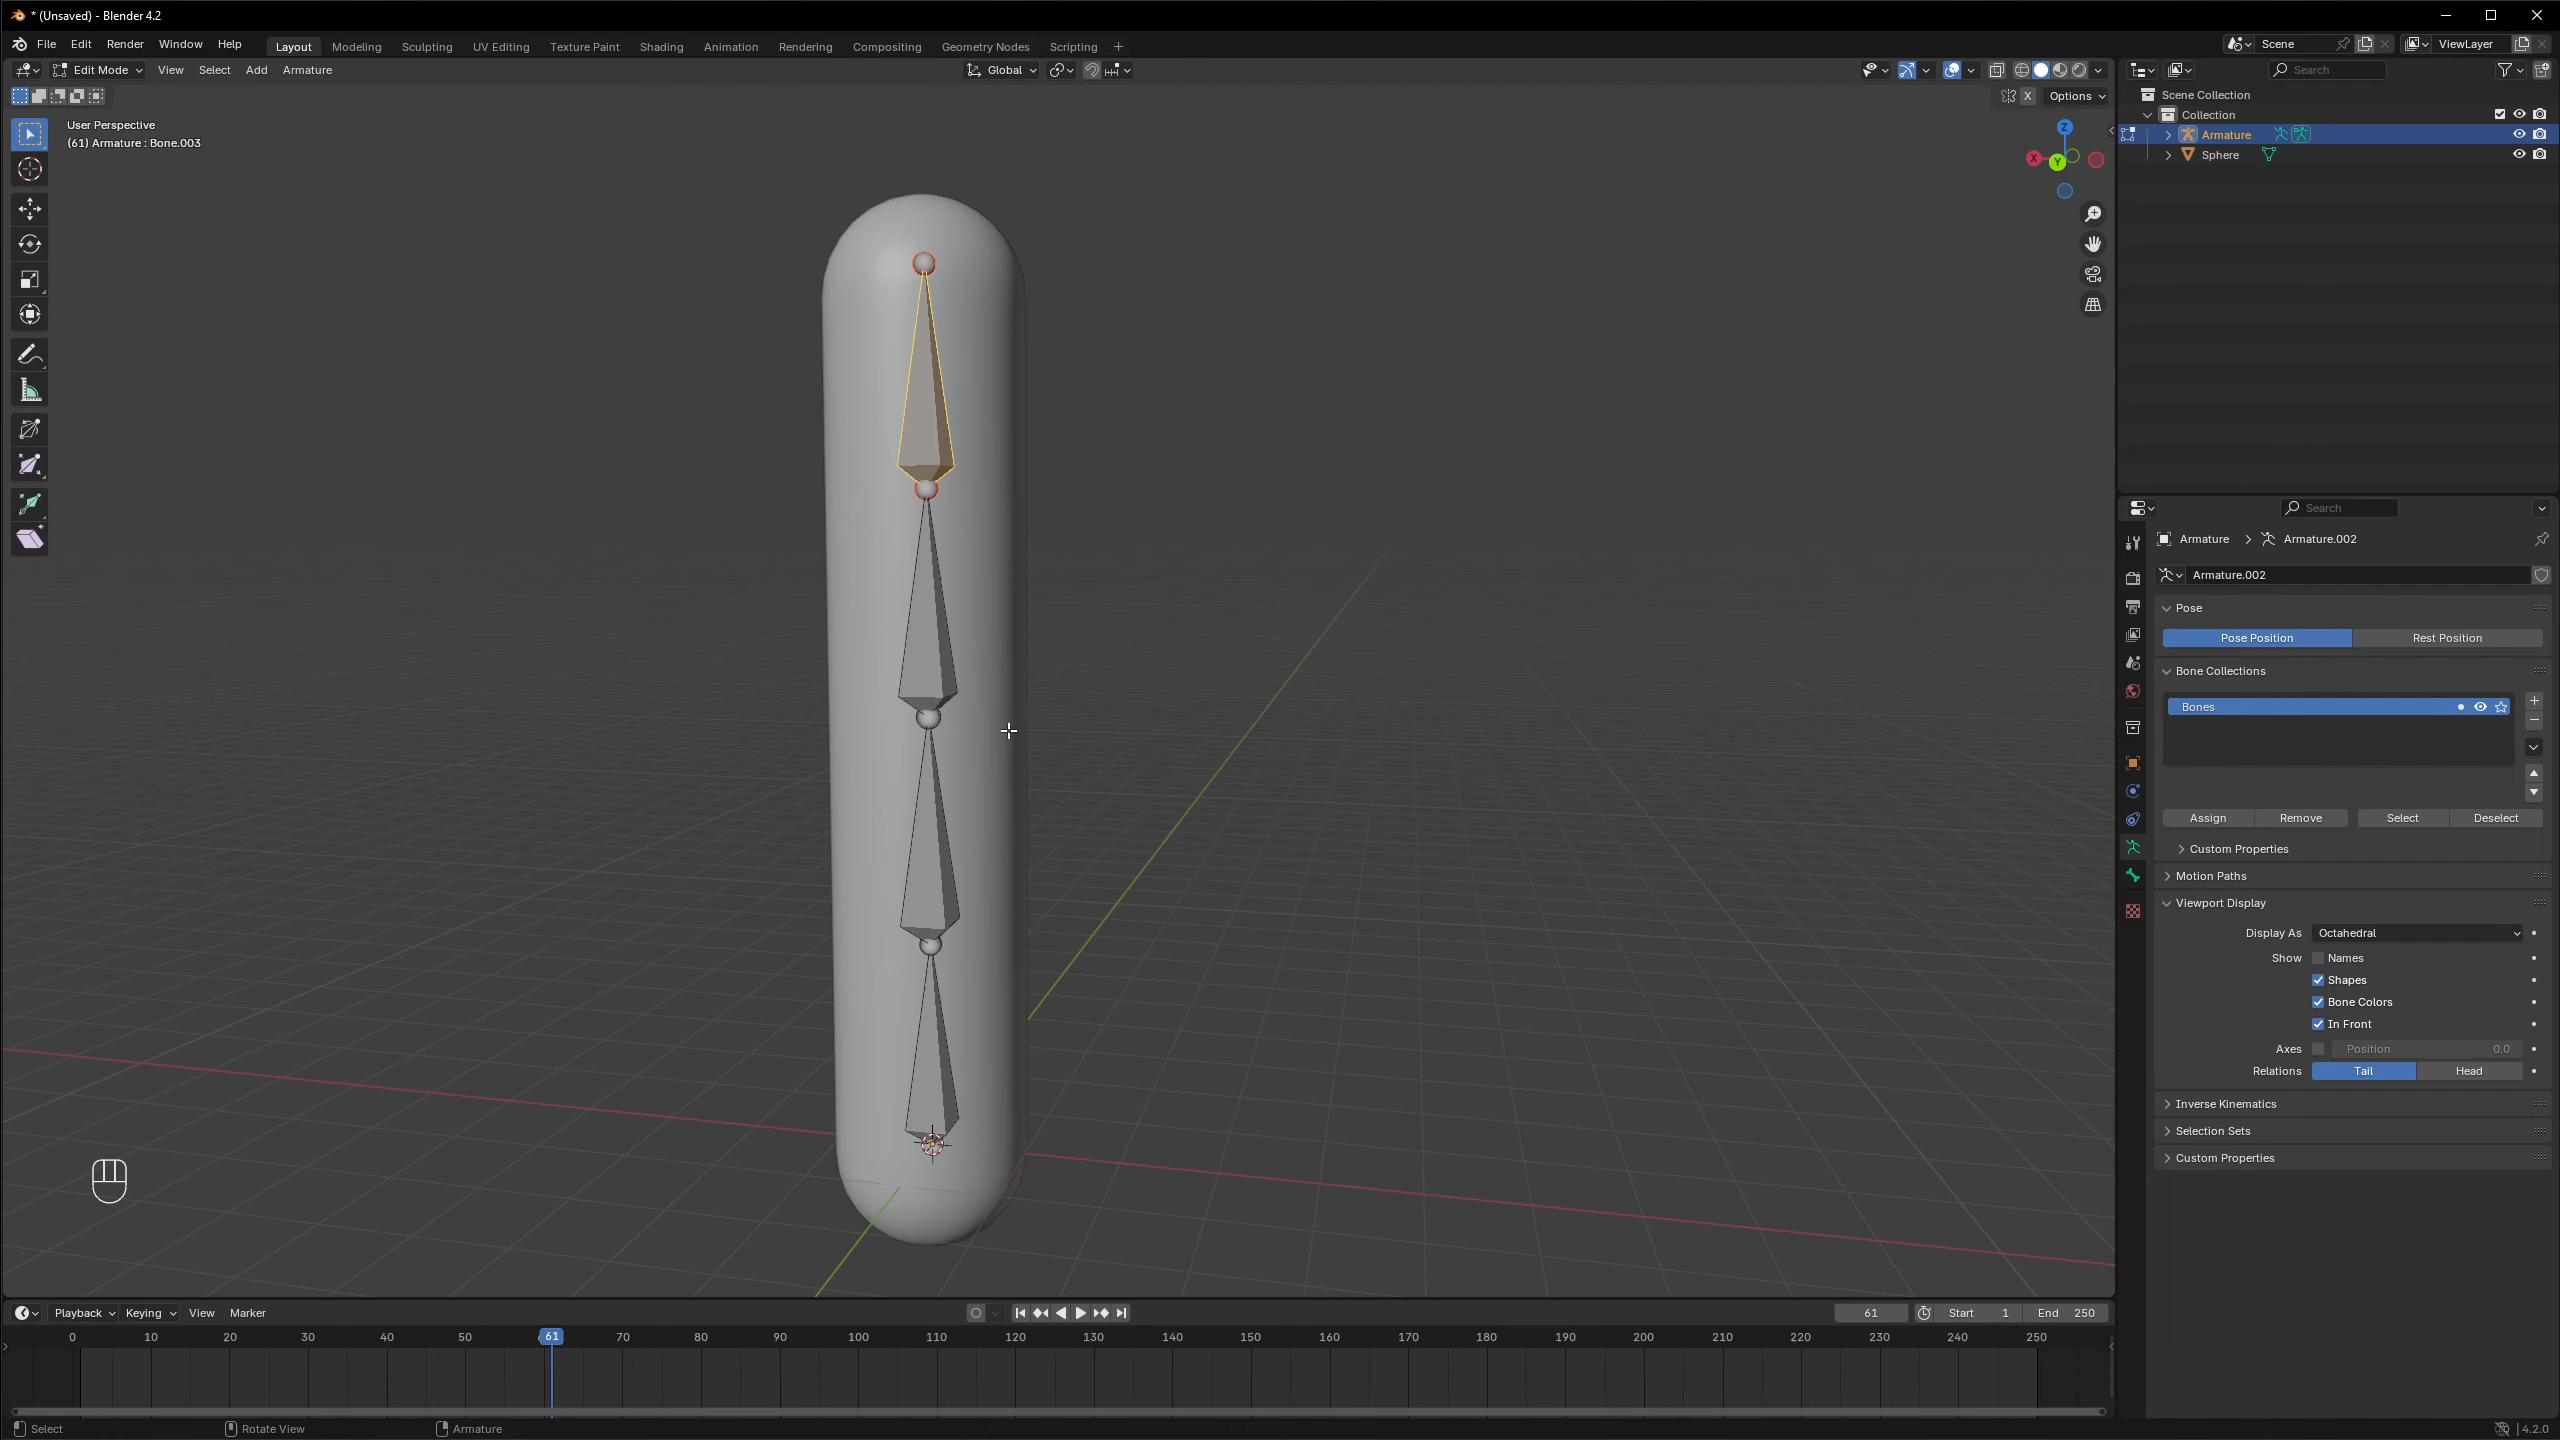 * (Unsaved) - Blender 4.2
File Edit Render Window Help Layout Modeling Sculpting UV Editing Texture Paint Shading Animation Rendering Compositing Geometry Nodes Scripting + Scene ViewLayer
Edit Mode View Select Add Armature Global Search
X Options
Scene Collection
Collection
Armature
Sphere
User Perspective
(61) Armature : Bone.003
Z
X
Y
Search
Armature > Armature.002
Armature.002
Pose
Pose Position Rest Position
Bone Collections
Bones
Assign Remove Select Deselect
Custom Properties
Motion Paths
Viewport Display
Display As Octahedral
Show Names
Shapes
Bone Colors
In Front
Axes Position 0.0
Relations Tail Head
Inverse Kinematics
Selection Sets
Custom Properties
Playback Keying View Marker 61 Start 1 End 250
0 10 20 30 40 50 61 70 80 90 100 110 120 130 140 150 160 170 180 190 200 210 220 230 240 250
Select Rotate View Armature 4.2.0